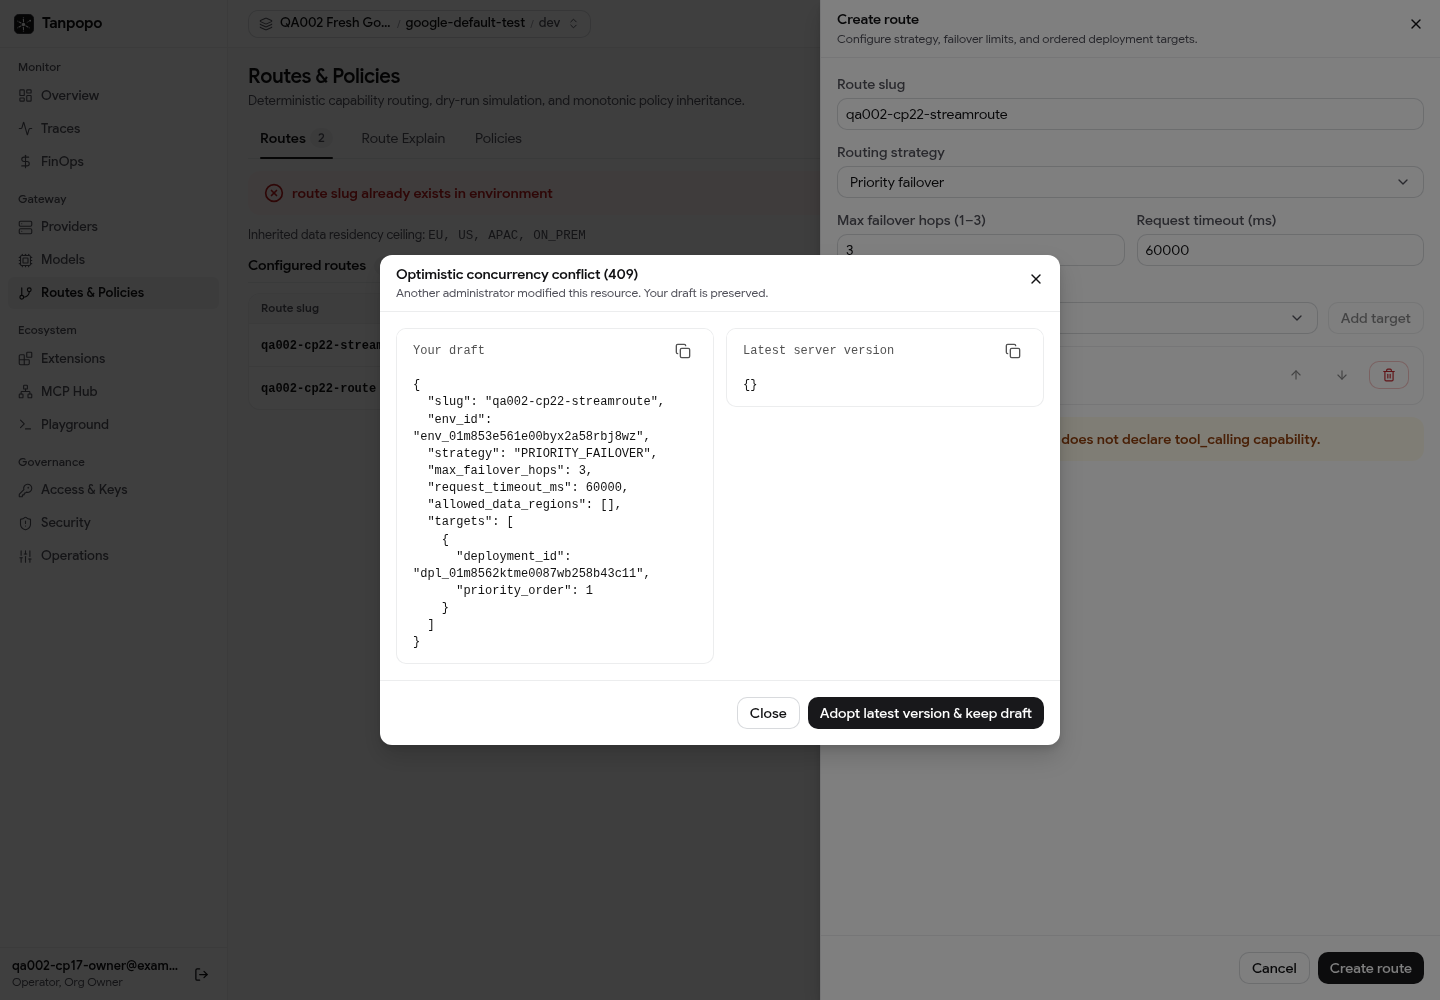 Tanpopo
QA002 Fresh Go... / google-default-test / dev
Monitor
Overview
Traces
FinOps
Gateway
Providers
Models
Routes & Policies
Ecosystem
Extensions
MCP Hub
Playground
Governance
Access & Keys
Security
Operations
qa002-cp17-owner@exam...
Operator, Org Owner
Routes & Policies
Deterministic capability routing, dry-run simulation, and monotonic policy inheritance.
Routes 2 Route Explain Policies
route slug already exists in environment
Inherited data residency ceiling: EU, US, APAC, ON_PREM
Configured routes
Route slug
qa002-cp22-stream
qa002-cp22-route
Create route
Configure strategy, failover limits, and ordered deployment targets.
Route slug
qa002-cp22-streamroute
Routing strategy
Priority failover
Max failover hops (1–3) Request timeout (ms)
3 60000
Add target
does not declare tool_calling capability.
Cancel Create route
Optimistic concurrency conflict (409)
Another administrator modified this resource. Your draft is preserved.
Your draft
{
"slug": "qa002-cp22-streamroute",
"env_id":
"env_01m853e561e00byx2a58rbj8wz",
"strategy": "PRIORITY_FAILOVER",
"max_failover_hops": 3,
"request_timeout_ms": 60000,
"allowed_data_regions": [],
"targets": [
{
"deployment_id":
"dpl_01m8562ktme0087wb258b43c11",
"priority_order": 1
}
]
}
Latest server version
{}
Close Adopt latest version & keep draft